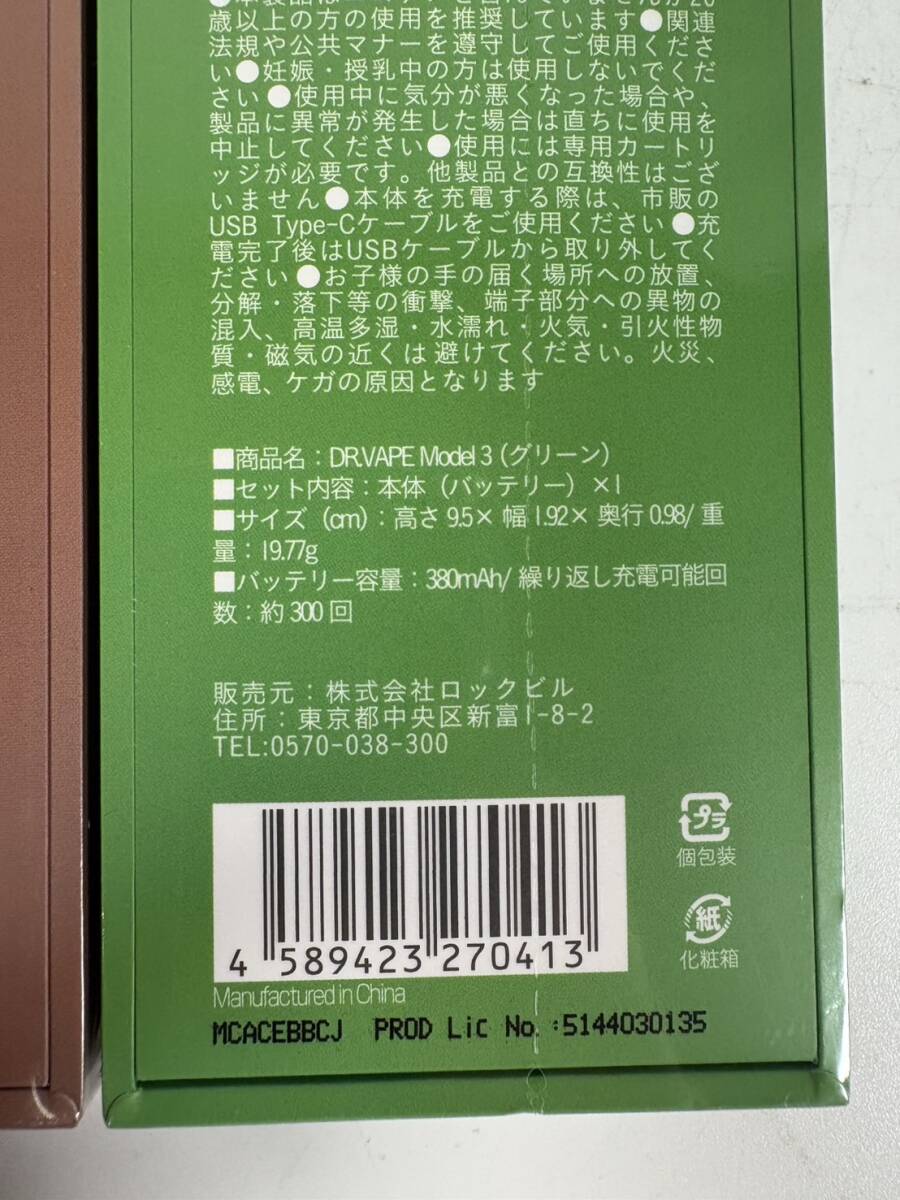 歳以上の方の使用を推奨しています●関連
法規や公共マナーを遵守してご使用くださ
い●妊娠・授乳中の方は使用しないでくだ
さい●使用中に気分が悪くなった場合や、
製品に異常が発生した場合は直ちに使用を
中止してください●使用には専用カートリ
ッジが必要です。他製品との互換性はござ
いません●本体を充電する際は、市販の
USB Type-Cケーブルをご使用ください●充
電完了後はUSBケーブルから取り外してく
ださい●お子様の手の届く場所への放置、
分解・落下等の衝撃、端子部分への異物の
混入、高温多湿・水濡れ・火気・引火性物
質・磁気の近くは避けてください。火災、
感電、ケガの原因となります
■商品名：DR.VAPE Model 3（グリーン）
■セット内容：本体（バッテリー）×1
■サイズ（cm）：高さ 9.5× 幅 1.92× 奥行 0.98/ 重
量：19.77g
■バッテリー容量：380mAh/ 繰り返し充電可能回
数：約 300 回
販売元：株式会社ロックビル
住所：東京都中央区新富1-8-2
TEL:0570-038-300
プラ
個包装
紙
化粧箱
4 589423 270413
Manufactured in China
MCACEBBCJ PROD Lic No.:5144030135